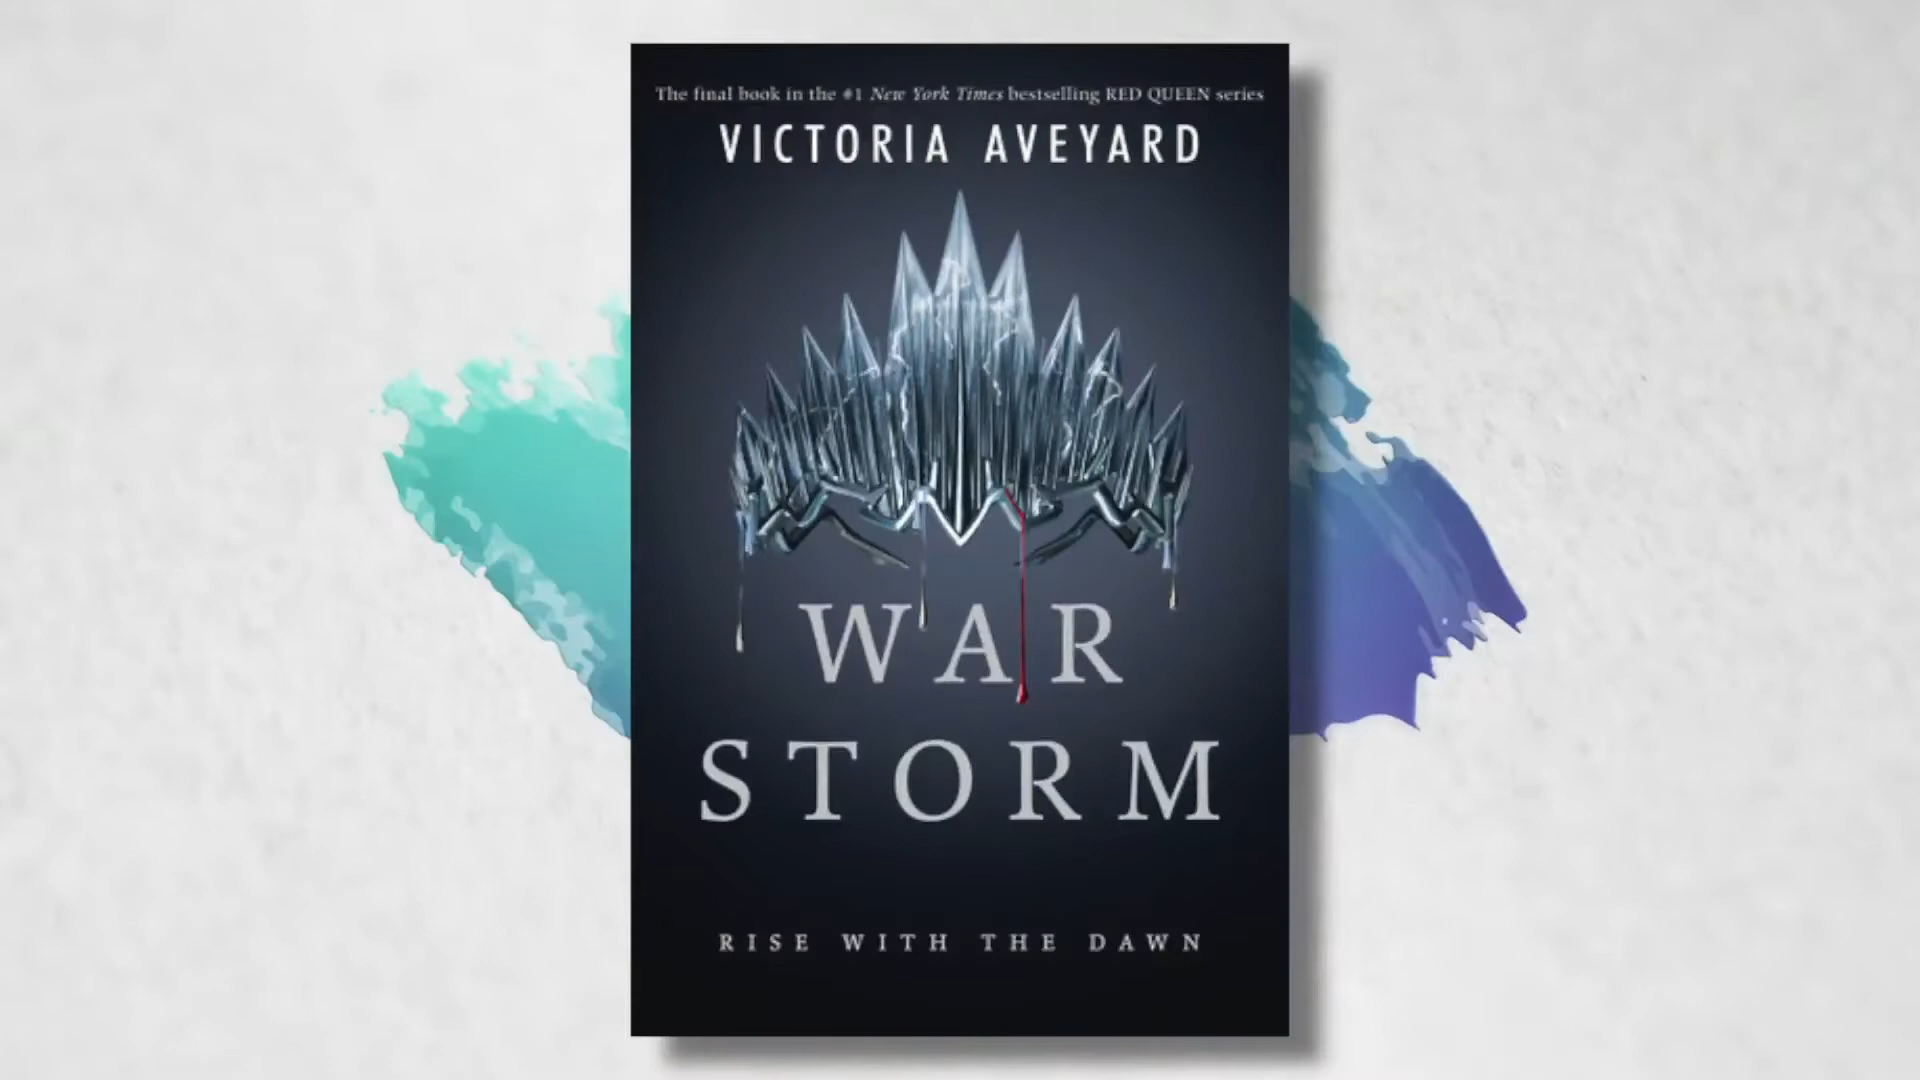 The final book in the #1 New York Times bestselling RED QUEEN series
VICTORIA AVEYARD
WAR
STORM
RISE WITH THE DAWN